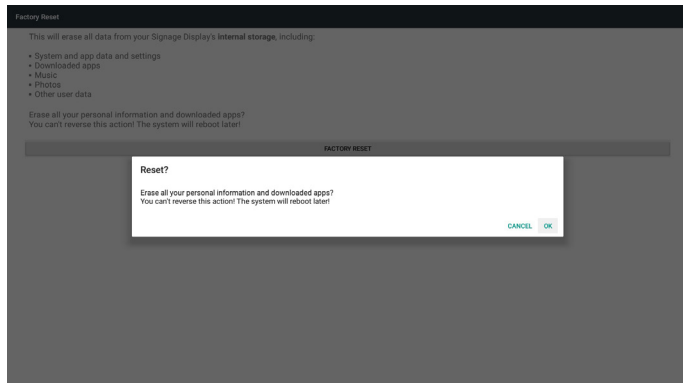 Factory Reset
This will erase all data from your Signage Display's internal storage, including:
• System and app data and settings
• Downloaded apps
• Music
• Photos
• Other user data
Erase all your personal information and downloaded apps?
You can't reverse this action! The system will reboot later!
FACTORY RESET
Reset?
Erase all your personal information and downloaded apps?
You can't reverse this action! The system will reboot later!
CANCEL OK